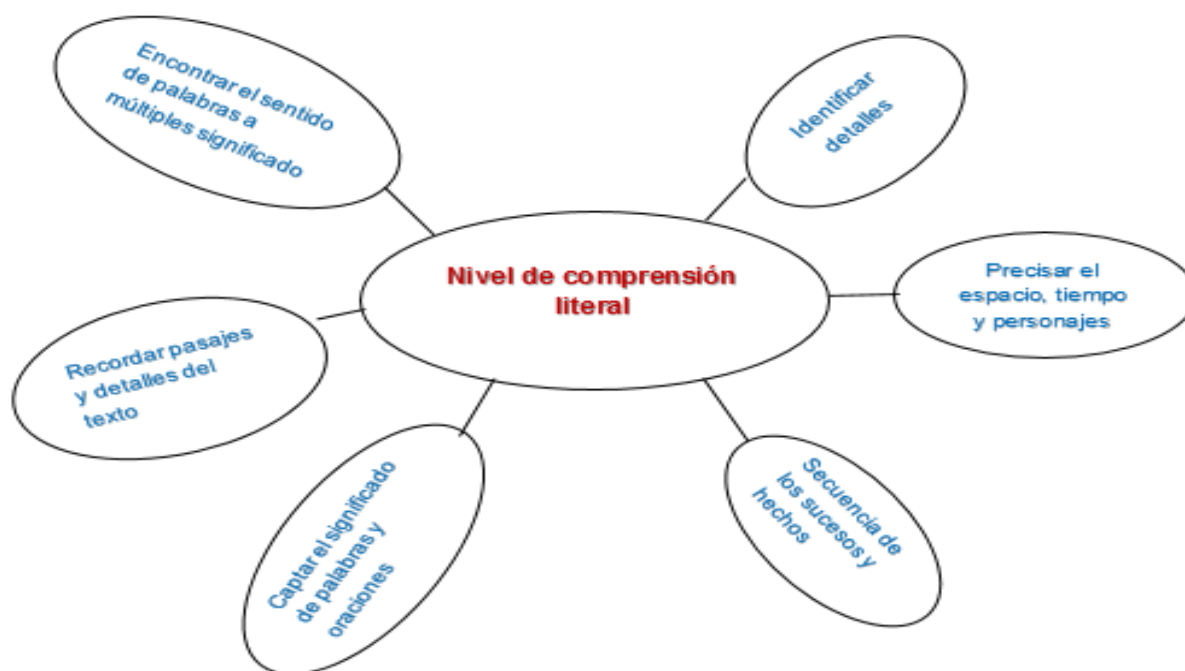 Encontrar el sentido
de palabras a
múltiples significado
Identificar
detalles
Nivel de comprensión
literal
Precisar el
espacio, tiempo
y personajes
Recordar pasajes
y detalles del
texto
Captar el significado
de palabras y
oraciones
Secuencia de
los sucesos y
hechos